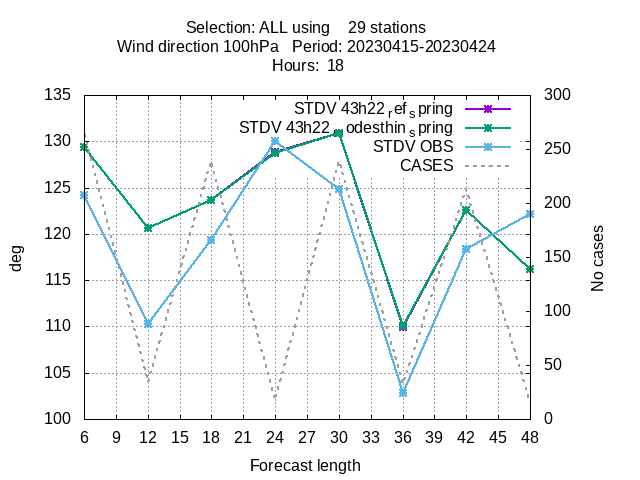 Selection: ALL using    29 stations
Wind direction 100hPa   Period: 20230415-20230424
Hours: 18
STDV 43h22_ref_spring
STDV 43h22_odesthin_spring
STDV OBS
CASES
135
130
125
120
115
110
105
100
300
250
200
150
100
50
0
deg
No cases
6 9 12 15 18 21 24 27 30 33 36 39 42 45 48
Forecast length